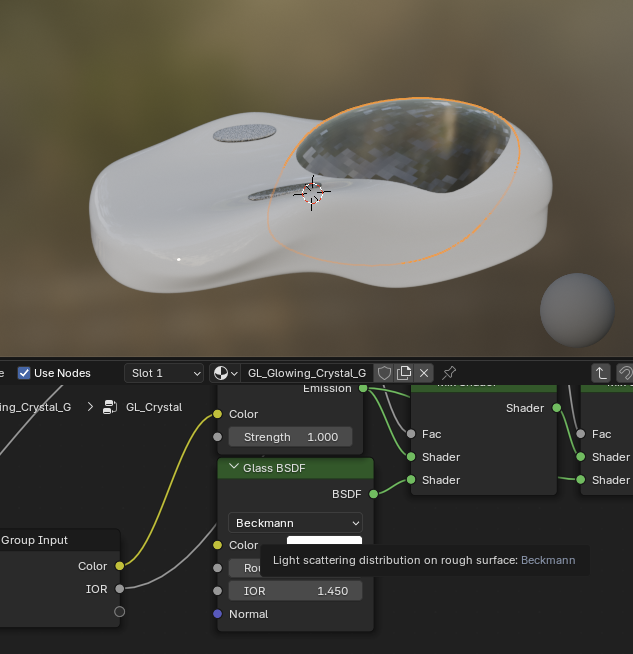 e Use Nodes Slot 1 GL_Glowing_Crystal_G
ing_Crystal_G > GL_Crystal
Emission
Color
Strength 1.000
Shader
Fac
Shader
Shader
Fac
Shader
Shader
Glass BSDF
BSDF
Beckmann
Color
Light scattering distribution on rough surface: Beckmann
Rou
IOR 1.450
Normal
Group Input
Color
IOR